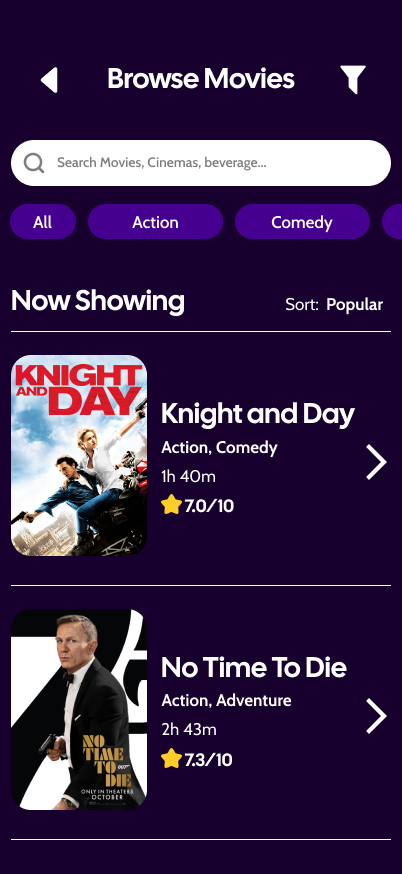 Browse Movies
Search Movies, Cinemas, beverage...
All
Action
Comedy
Now Showing
Sort: Popular
KNIGHT
AND DAY
Knight and Day
Action, Comedy
1h 40m
7.0/10
NO
TIME
TO 007
DIE
ONLY IN THEATERS
OCTOBER
No Time To Die
Action, Adventure
2h 43m
7.3/10